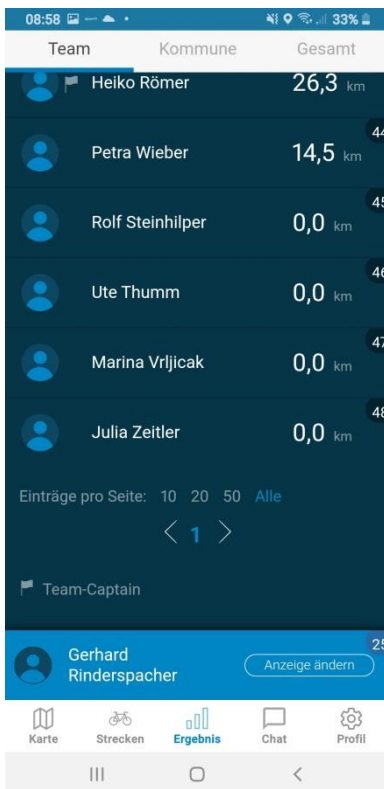 08:58 33%
Team Kommune Gesamt
Heiko Römer 26,3 km
44
Petra Wieber 14,5 km
45
Rolf Steinhilper 0,0 km
46
Ute Thumm 0,0 km
47
Marina Vrljicak 0,0 km
48
Julia Zeitler 0,0 km
Einträge pro Seite: 10 20 50 Alle
< 1 >
Team-Captain
25
Gerhard
Rinderspacher
Anzeige ändern
Karte Strecken Ergebnis Chat Profil